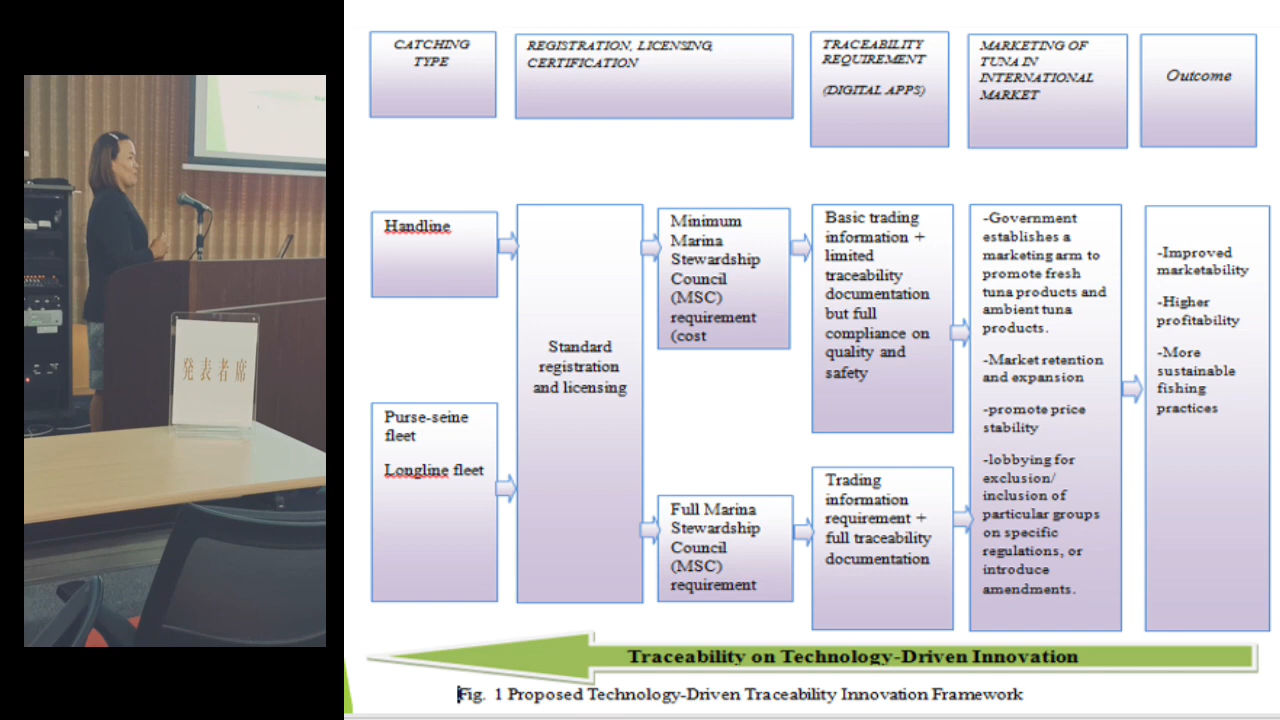 発表者席
CATCHING
TYPE
REGISTRATION, LICENSING,
CERTIFICATION
TRACEABILITY
REQUIREMENT
(DIGITAL APPS)
MARKETING OF
TUNA IN
INTERNATIONAL
MARKET
Outcome
Handline
Purse-seine
fleet
Longline fleet
Standard
registration
and licensing
Minimum
Marina
Stewardship
Council
(MSC)
requirement
(cost
Full Marina
Stewardship
Council
(MSC)
requirement
Basic trading
information +
limited
traceability
documentation
but full
compliance on
quality and
safety
Trading
information
requirement +
full traceability
documentation
-Government
establishes a
marketing arm to
promote fresh
tuna products and
ambient tuna
products.
-Market retention
and expansion
-promote price
stability
-lobbying for
exclusion/
inclusion of
particular groups
on specific
regulations, or
introduce
amendments.
-Improved
marketability
-Higher
profitability
-More
sustainable
fishing
practices
Traceability on Technology-Driven Innovation
Fig. 1 Proposed Technology-Driven Traceability Innovation Framework